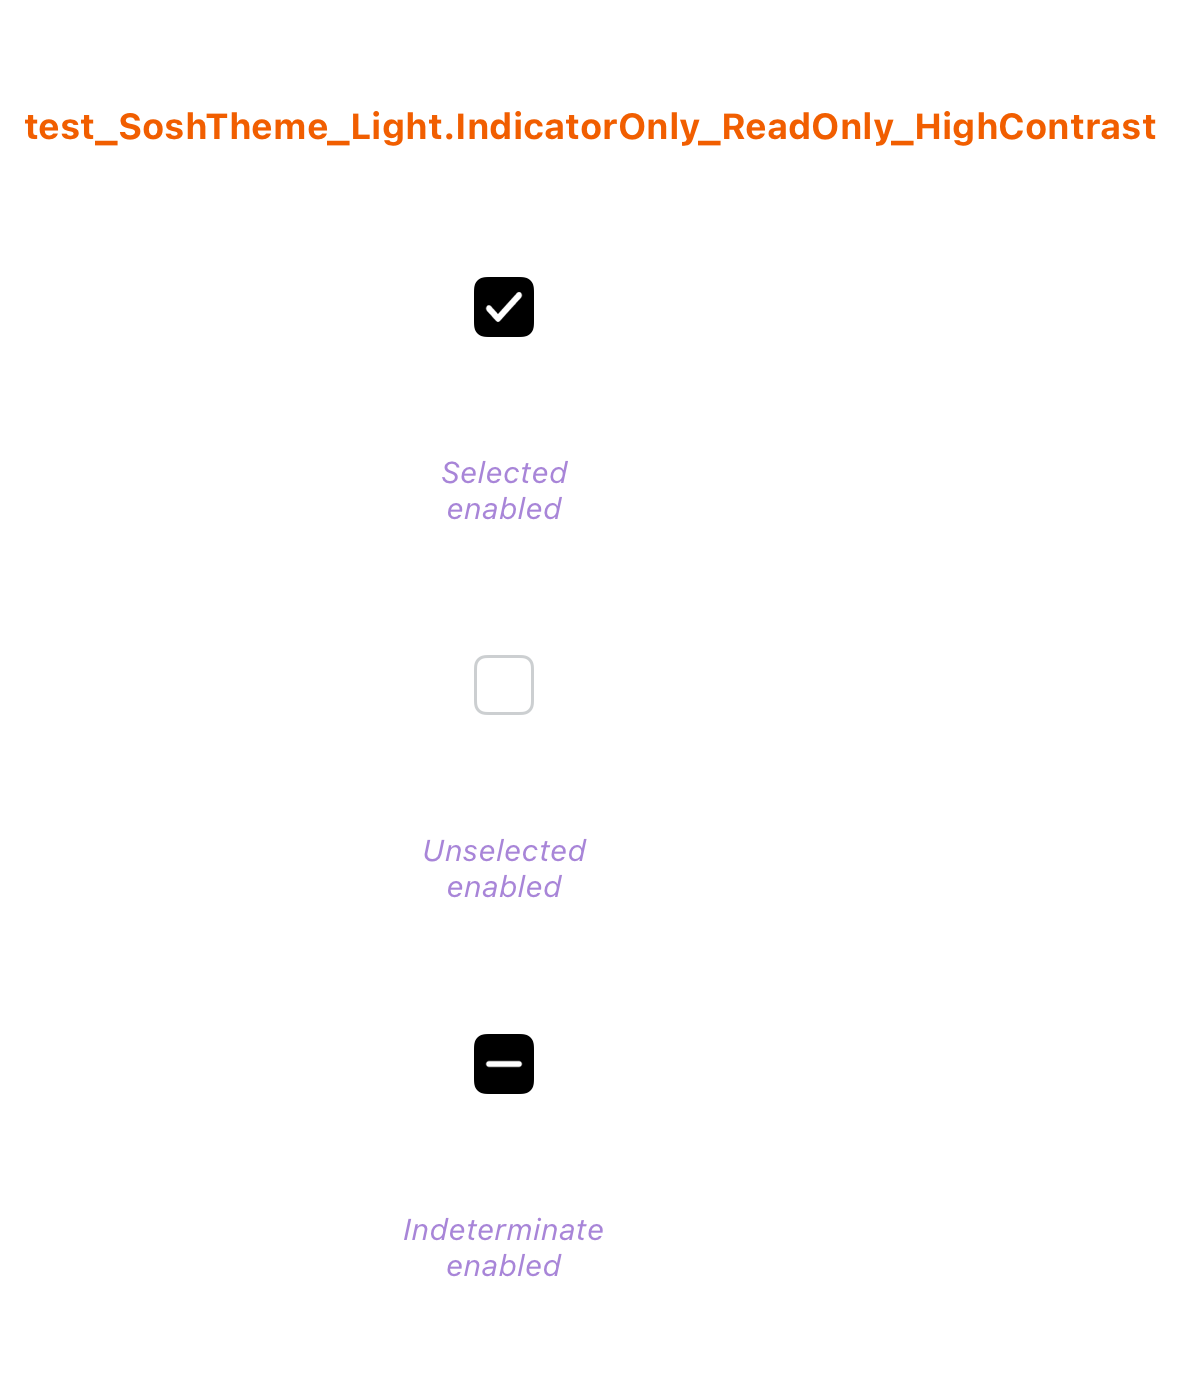 test_SoshTheme_Light.IndicatorOnly_ReadOnly_HighContrast
Selected
enabled
Unselected
enabled
Indeterminate
enabled